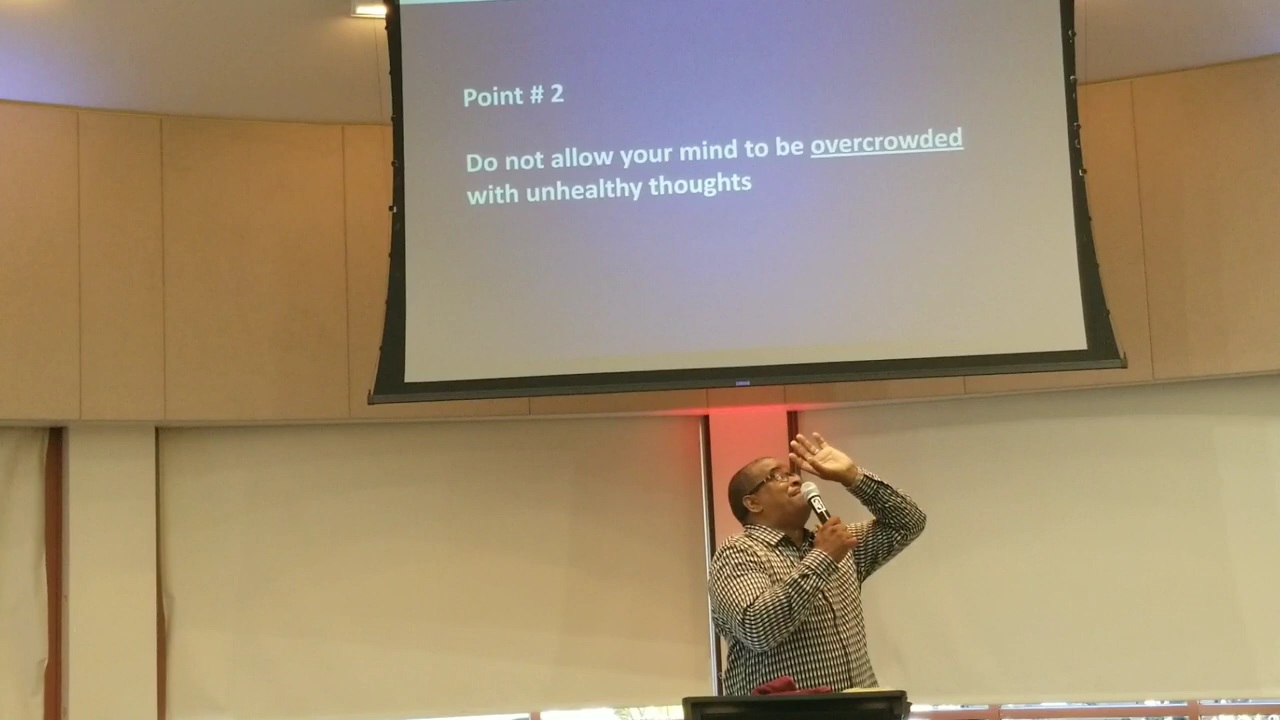 Point # 2
Do not allow your mind to be overcrowded
with unhealthy thoughts